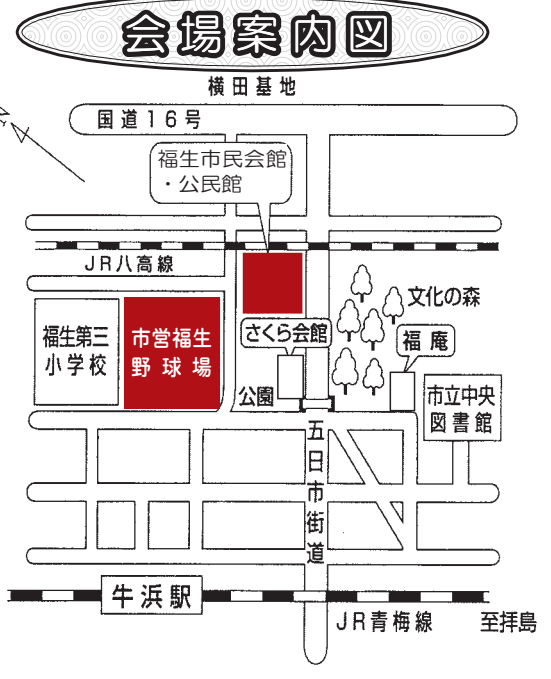 会場案内図
横田基地
国道16号
N
福生市民会館
・公民館
JR八高線
文化の森
福生第三
小学校
市営福生
野球場
さくら会館
福庵
公園
市立中央
図書館
五日市街道
牛浜駅
JR青梅線
至拝島